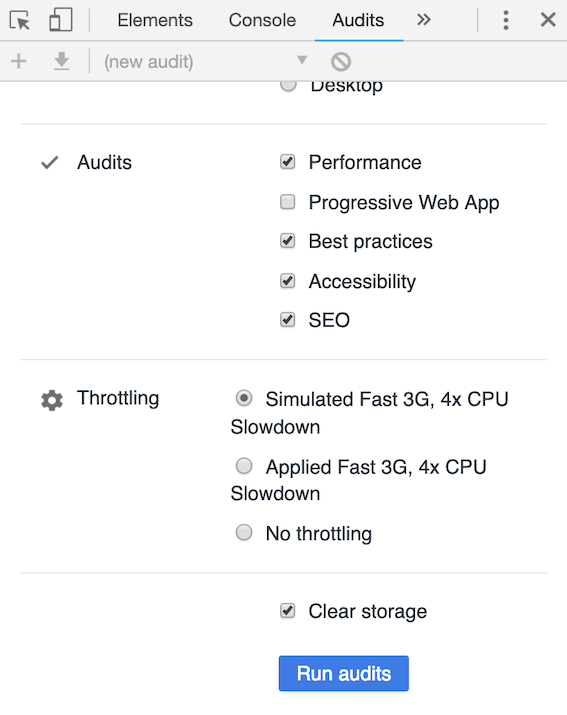 Elements Console Audits
(new audit)
Desktop
Audits
Performance
Progressive Web App
Best practices
Accessibility
SEO
Throttling
Simulated Fast 3G, 4x CPU
Slowdown
Applied Fast 3G, 4x CPU
Slowdown
No throttling
Clear storage
Run audits